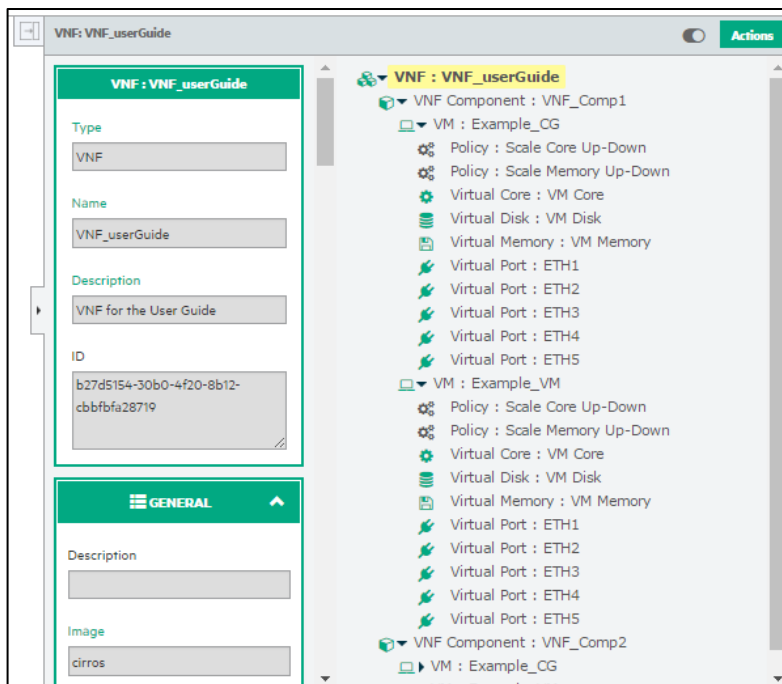 VNF: VNF_userGuide
Actions
VNF : VNF_userGuide
Type
VNF
Name
VNF_userGuide
Description
VNF for the User Guide
ID
b27d5154-30b0-4f20-8b12-
cbbfbfa28719
GENERAL
Description
Image
cirros
VNF : VNF_userGuide
VNF Component : VNF_Comp1
VM : Example_CG
Policy : Scale Core Up-Down
Policy : Scale Memory Up-Down
Virtual Core : VM Core
Virtual Disk : VM Disk
Virtual Memory : VM Memory
Virtual Port : ETH1
Virtual Port : ETH2
Virtual Port : ETH3
Virtual Port : ETH4
Virtual Port : ETH5
VM : Example_VM
Policy : Scale Core Up-Down
Policy : Scale Memory Up-Down
Virtual Core : VM Core
Virtual Disk : VM Disk
Virtual Memory : VM Memory
Virtual Port : ETH1
Virtual Port : ETH2
Virtual Port : ETH3
Virtual Port : ETH4
Virtual Port : ETH5
VNF Component : VNF_Comp2
VM : Example_CG